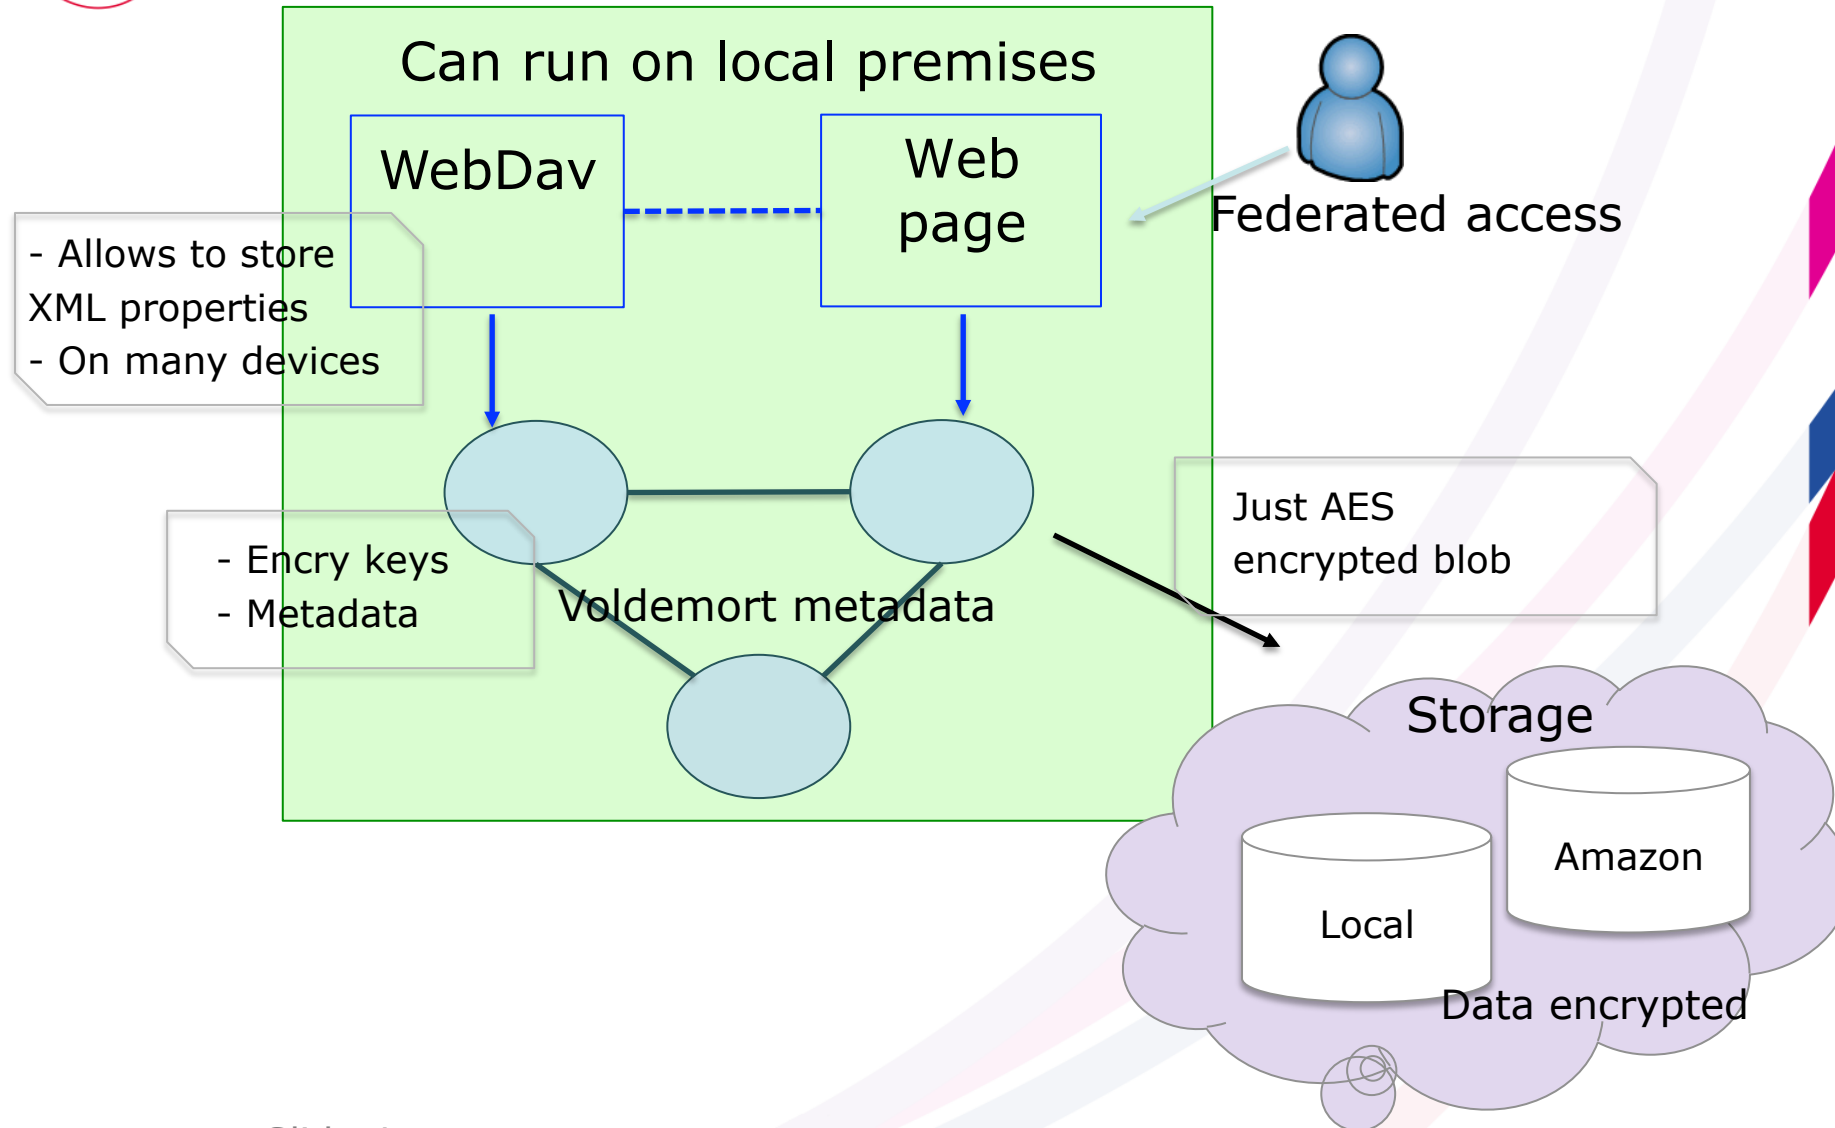 Can run on local premises
WebDav
Web
page
Federated access
- Allows to store
XML properties
- On many devices
Just AES
encrypted blob
- Encry keys
- Metadata
Voldemort metadata
Storage
Amazon
Local
Data encrypted